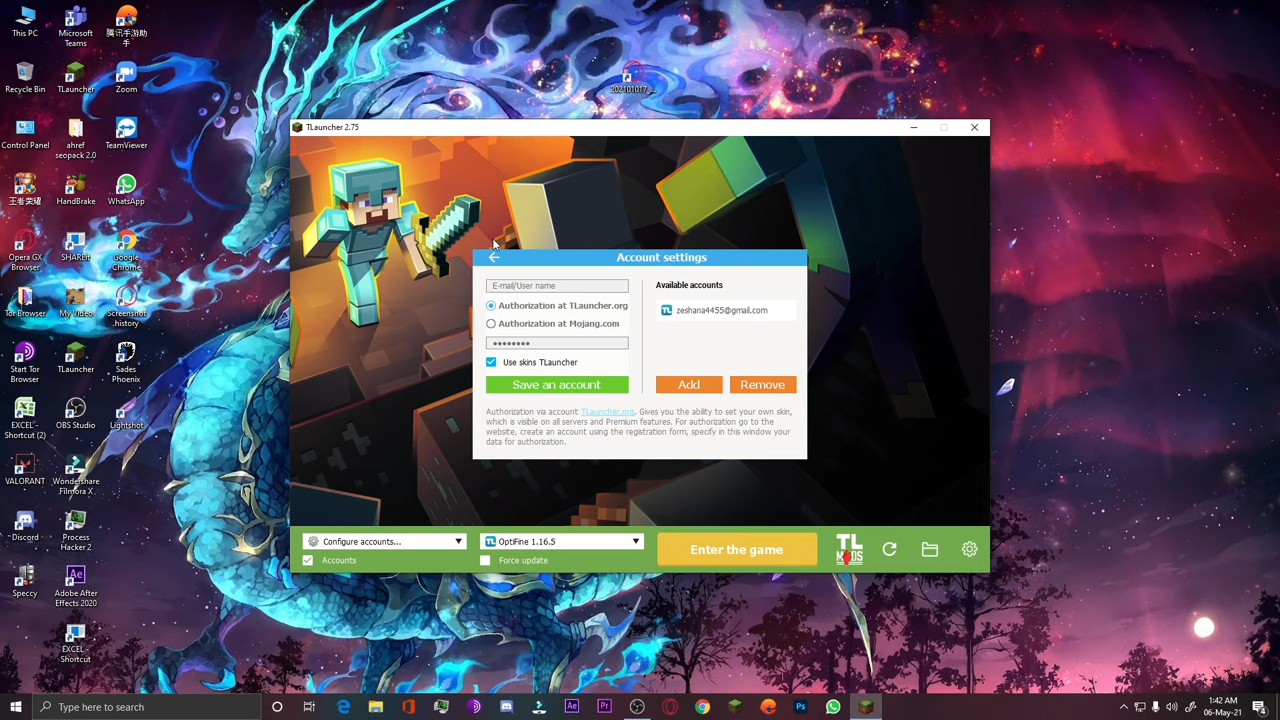 This PC
Microsoft
Teams
腾讯手游助
手
Recycle Bin
TLauncher
Zoom
Control Panel
ahref
seopack 2.0
TeamViewer
王者荣耀
HandBrake
WhatsApp
Opera GX
Browser
SHAREit
Google
Chrome
Tor Browser
My Video
Screenshot
.history
Start Tor
Browser
TLauncher
Sades
Phoenix
EXCEL -
Shortcut (2)
OBS Studio
Lightshot
VALORANT
Wondershare
Filmora X
Discord
Process
Hacker 2
Speccy
Adobe After
Effects 2020
EXCEL -
Shortcut
202101017_...
TLauncher 2.75
Account settings
E-mail/User name
Authorization at TLauncher.org
Authorization at Mojang.com
••••••••
Use skins TLauncher
Save an account
Available accounts
TL zeshana4455@gmail.com
Add
Remove
Authorization via account TLauncher.org. Gives you the ability to set your own skin,
which is visible on all servers and Premium features. For authorization go to the
website, create an account using the registration form, specify in this window your
data for authorization.
Configure accounts...
TL OptiFine 1.16.5
Enter the game
TL
MODS
Accounts
Force update
Type here to search
Ae
Pr
Ps
1:42 AM
06-May-21